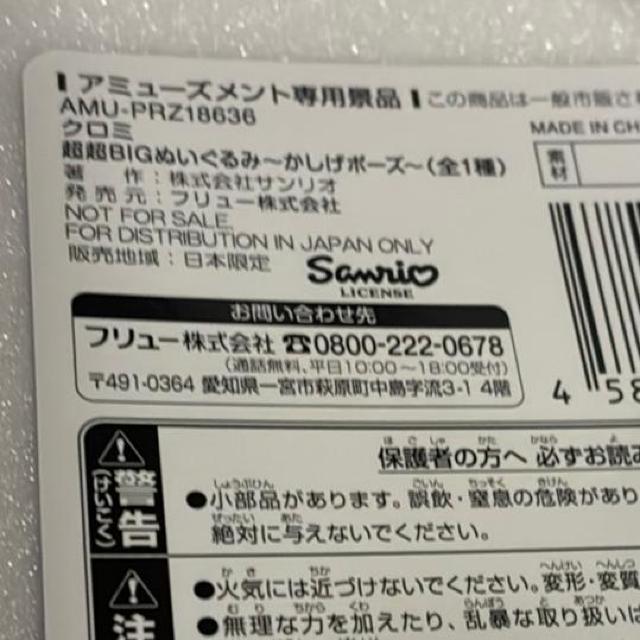 アミューズメント専用景品 この商品は一般市販さ
AMU-PRZ18636
MADE IN CH
クロミ
超超BIGぬいぐるみ〜かしげポーズ〜(全1種)
素材
著 作:株式会社サンリオ
発 売 元:フリュー株式会社
NOT FOR SALE
FOR DISTRIBUTION IN JAPAN ONLY
販売地域:日本限定
Sanrio
LICENSE
お問い合わせ先
フリュー株式会社 ☎0800-222-0678
(通話無料、平日10:00〜18:00受付)
〒491-0364 愛知県一宮市萩原町中島字流3-1 4階
4 58
警告
(けいこく)
保護者の方へ 必ずお読み
●小部品があります。誤飲・窒息の危険があり
絶対に与えないでください。
注
●火気には近づけないでください。変形・変質
●無理な力を加えたり、乱暴な取り扱いは